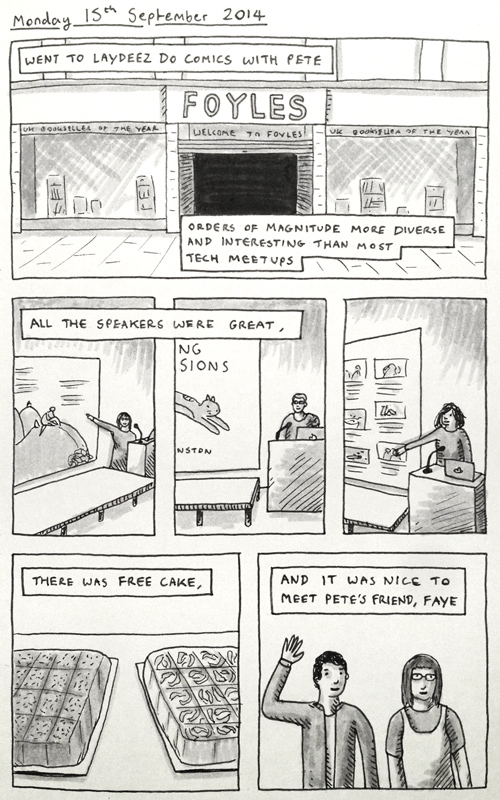 Monday 15th September 2014
WENT TO LAYDEEZ DO COMICS WITH PETE
FOYLES
UK BOOKSELLER OF THE YEAR
WELCOME TO FOYLES!
UK BOOKSELLER OF THE YEAR
ORDERS OF MAGNITUDE MORE DIVERSE
AND INTERESTING THAN MOST
TECH MEETUPS
ALL THE SPEAKERS WERE GREAT,
NG
SIONS
NSTON
THERE WAS FREE CAKE,
AND IT WAS NICE TO
MEET PETE'S FRIEND, FAYE